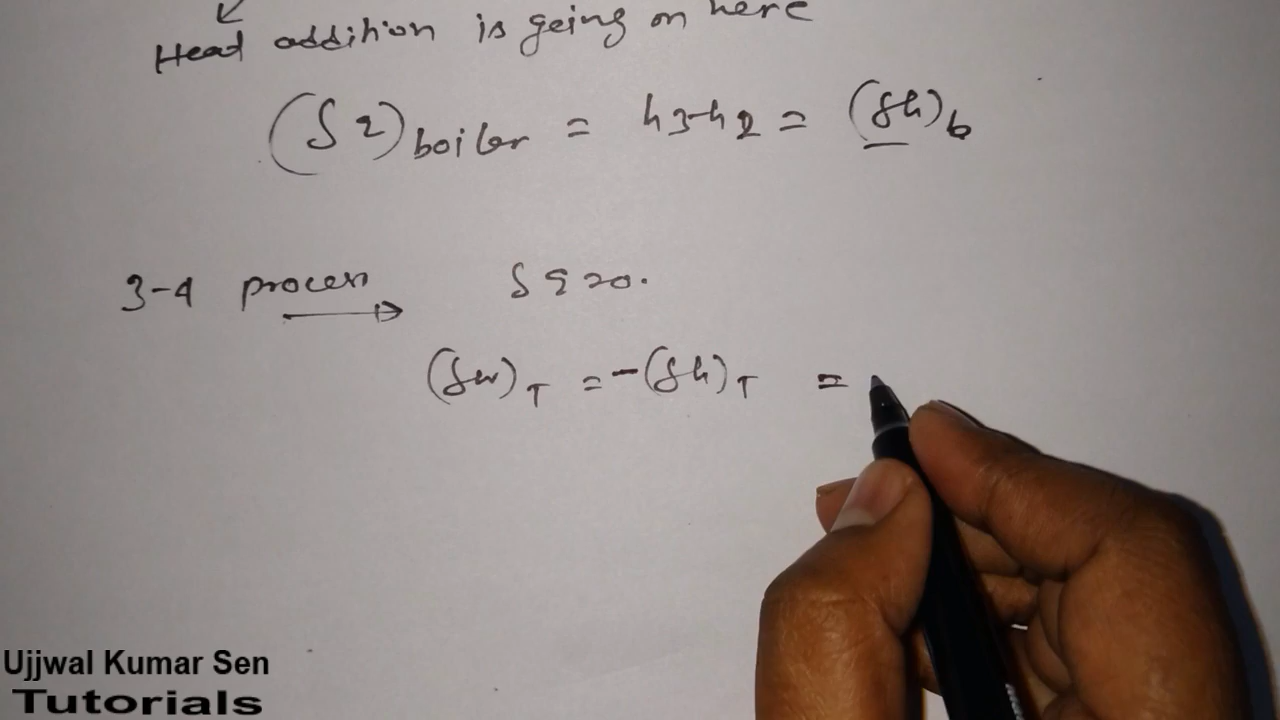 Heat addition is geing on here
(δq)boiler = h3-h2 = (δh)b
3-4 process δq=0.
(δw)T = -(δh)T =
Ujjwal Kumar Sen
Tutorials